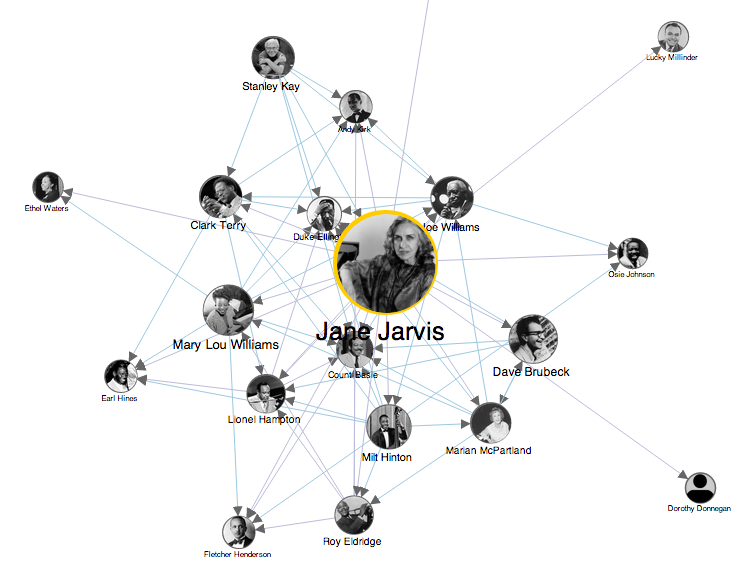 Lucky Millinder
Stanley Kay
Andy Kirk
Ethel Waters
Clark Terry
Duke Elling
Joe Williams
Osie Johnson
Jane Jarvis
Mary Lou Williams
Dave Brubeck
Count Basie
Earl Hines
Lionel Hampton
Milt Hinton
Marian McPartland
Dorothy Donnegan
Roy Eldridge
Fletcher Henderson